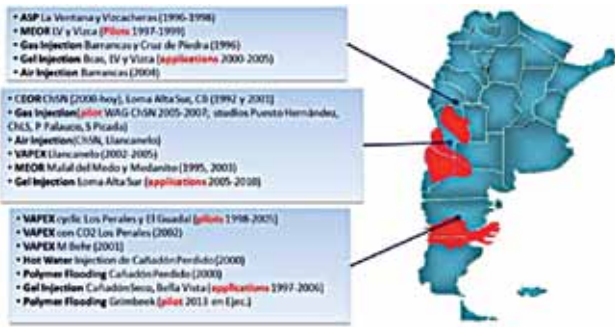 • ASP La Ventana y Vizcacheras (1996-1998)
• MEOR LV y Vizca (Pilots 1997-1999)
• Gas Injection Barrancas y Cruz de Piedra (1996)
• Gel Injection Bcas, LV y Vizca (applications 2000-2005)
• Air Injection Barrancas (2004)
• CEOR ChSN (2000-hoy), Loma Alta Sur, CB (1992 y 2001)
• Gas Injection(pilot WAG ChSN 2005-2007; studios Puesto Hernández,
ChLS, P Palauco, S Picada)
• Air Injection(ChSN, Llancanelo)
• VAPEX Llancanelo (2002-2005)
• MEOR Malal del Medo y Medanito (1995, 2003)
• Gel Injection Loma Alta Sur (applications 2005-2010)
• VAPEX cyclic Los Perales y El Guadal (pilots 1998-2005)
• VAPEX con CO2 Los Perales (2002)
• VAPEX M Behr (2001)
• Hot Water Injection de Cañadón Perdido (2000)
• Polymer Flooding Cañadón Perdido (2000)
• Gel Injection Cañadón Seco, Bella Vista (applications 1997-2006)
• Polymer Flooding Grimbeek (pilot 2013 en Ejec.)